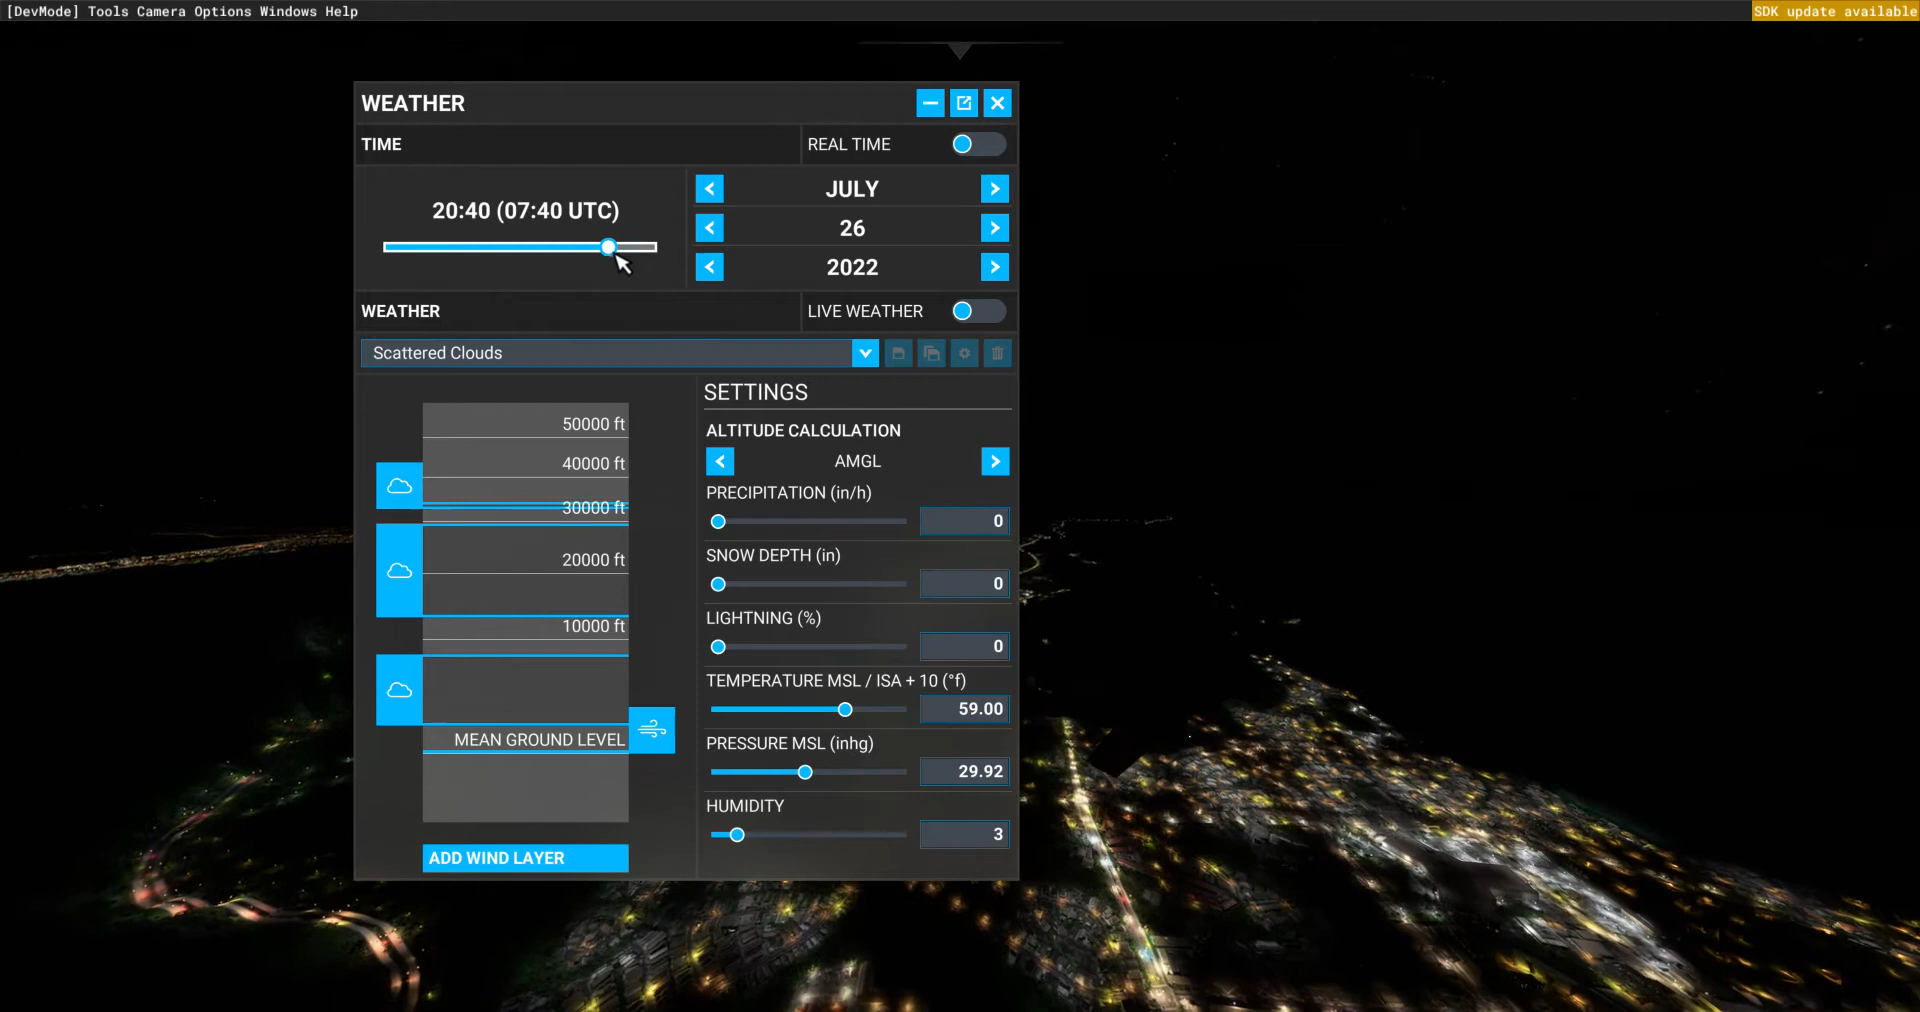 [DevMode] Tools Camera Options Windows Help
SDK update available
WEATHER
TIME
REAL TIME
20:40 (07:40 UTC)
JULY
26
2022
WEATHER
LIVE WEATHER
Scattered Clouds
50000 ft
40000 ft
30000 ft
20000 ft
10000 ft
MEAN GROUND LEVEL
ADD WIND LAYER
SETTINGS
ALTITUDE CALCULATION
AMGL
PRECIPITATION (in/h)
0
SNOW DEPTH (in)
0
LIGHTNING (%)
0
TEMPERATURE MSL / ISA + 10 (°f)
59.00
PRESSURE MSL (inhg)
29.92
HUMIDITY
3